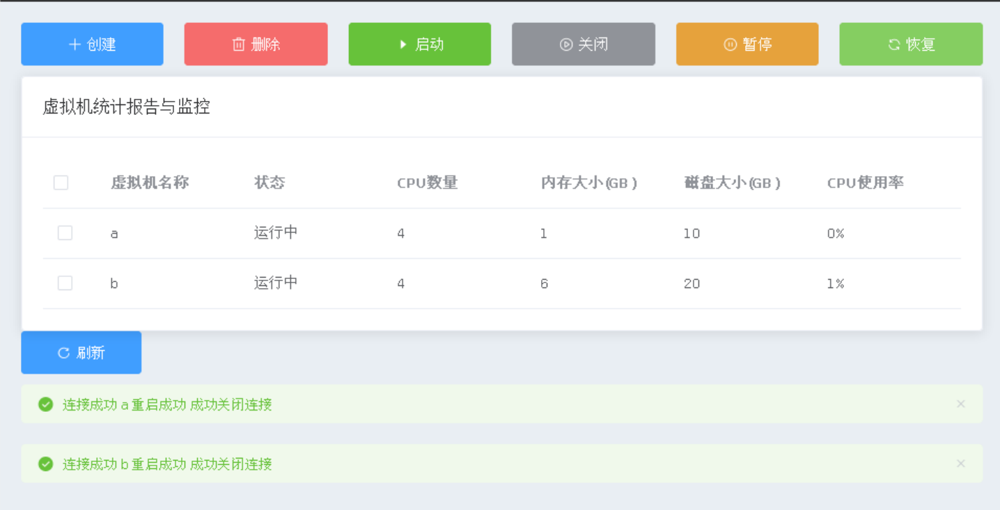 创建 删除 启动 关闭 暂停 恢复
虚拟机统计报告与监控
虚拟机名称 状态 CPU数量 内存大小(GB) 磁盘大小(GB) CPU使用率
a 运行中 4 1 10 0%
b 运行中 4 6 20 1%
刷新
连接成功 a 重启成功 成功关闭连接
连接成功 b 重启成功 成功关闭连接